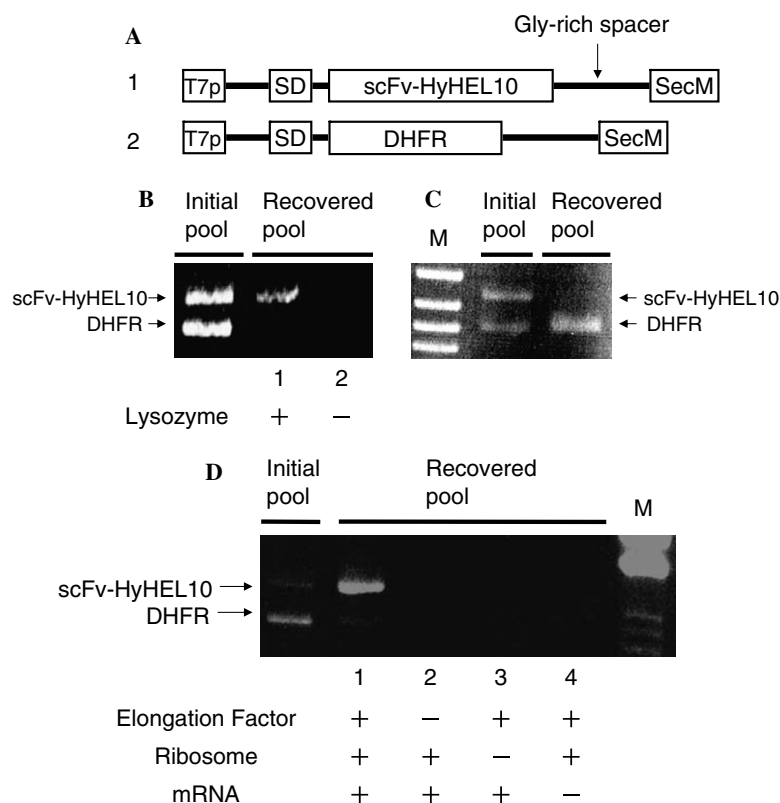 A
Gly-rich spacer
1 T7p SD scFv-HyHEL10 SecM
2 T7p SD DHFR SecM
B Initial pool Recovered pool
scFv-HyHEL10
DHFR
1 2
Lysozyme + −
C M Initial pool Recovered pool
scFv-HyHEL10
DHFR
D Initial pool Recovered pool M
scFv-HyHEL10
DHFR
1 2 3 4
Elongation Factor + − + +
Ribosome + + − +
mRNA + + + −